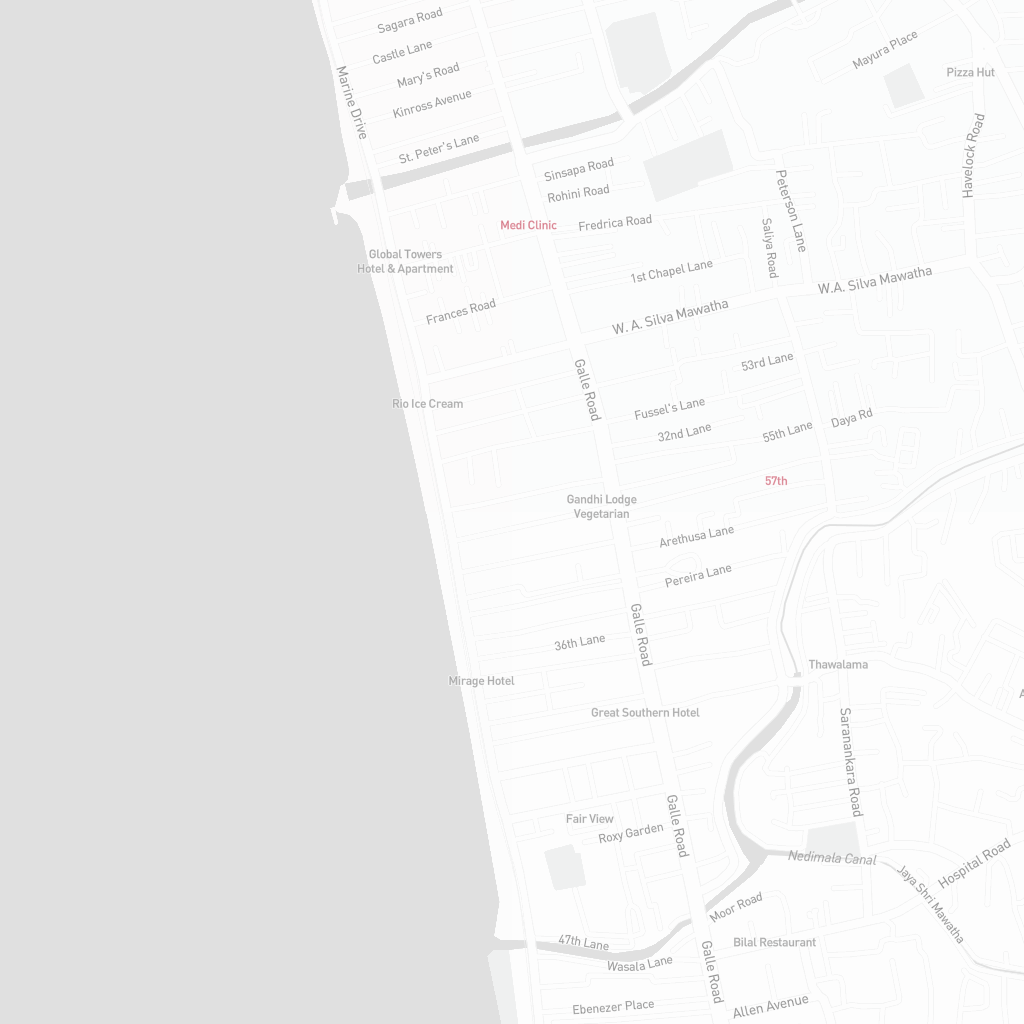 Sagara Road
Castle Lane
Mayura Place
Mary's Road
Pizza Hut
Marine Drive
Kinross Avenue
St. Peter's Lane
Havelock Road
Sinsapa Road
Rohini Road
Peterson Lane
Medi Clinic
Fredrica Road
Saliya Road
Global Towers
Hotel & Apartment
1st Chapel Lane
W.A. Silva Mawatha
Frances Road
W. A. Silva Mawatha
53rd Lane
Galle Road
Rio Ice Cream
Fussel's Lane
Daya Rd
32nd Lane
55th Lane
57th
Gandhi Lodge
Vegetarian
Arethusa Lane
Pereira Lane
Galle Road
36th Lane
Thawalama
Mirage Hotel
Great Southern Hotel
Saranankara Road
Fair View
Galle Road
Roxy Garden
Nedimala Canal
Hospital Road
Jaya Shri Mawatha
Moor Road
47th Lane
Bilal Restaurant
Wasala Lane
Galle Road
Ebenezer Place
Allen Avenue